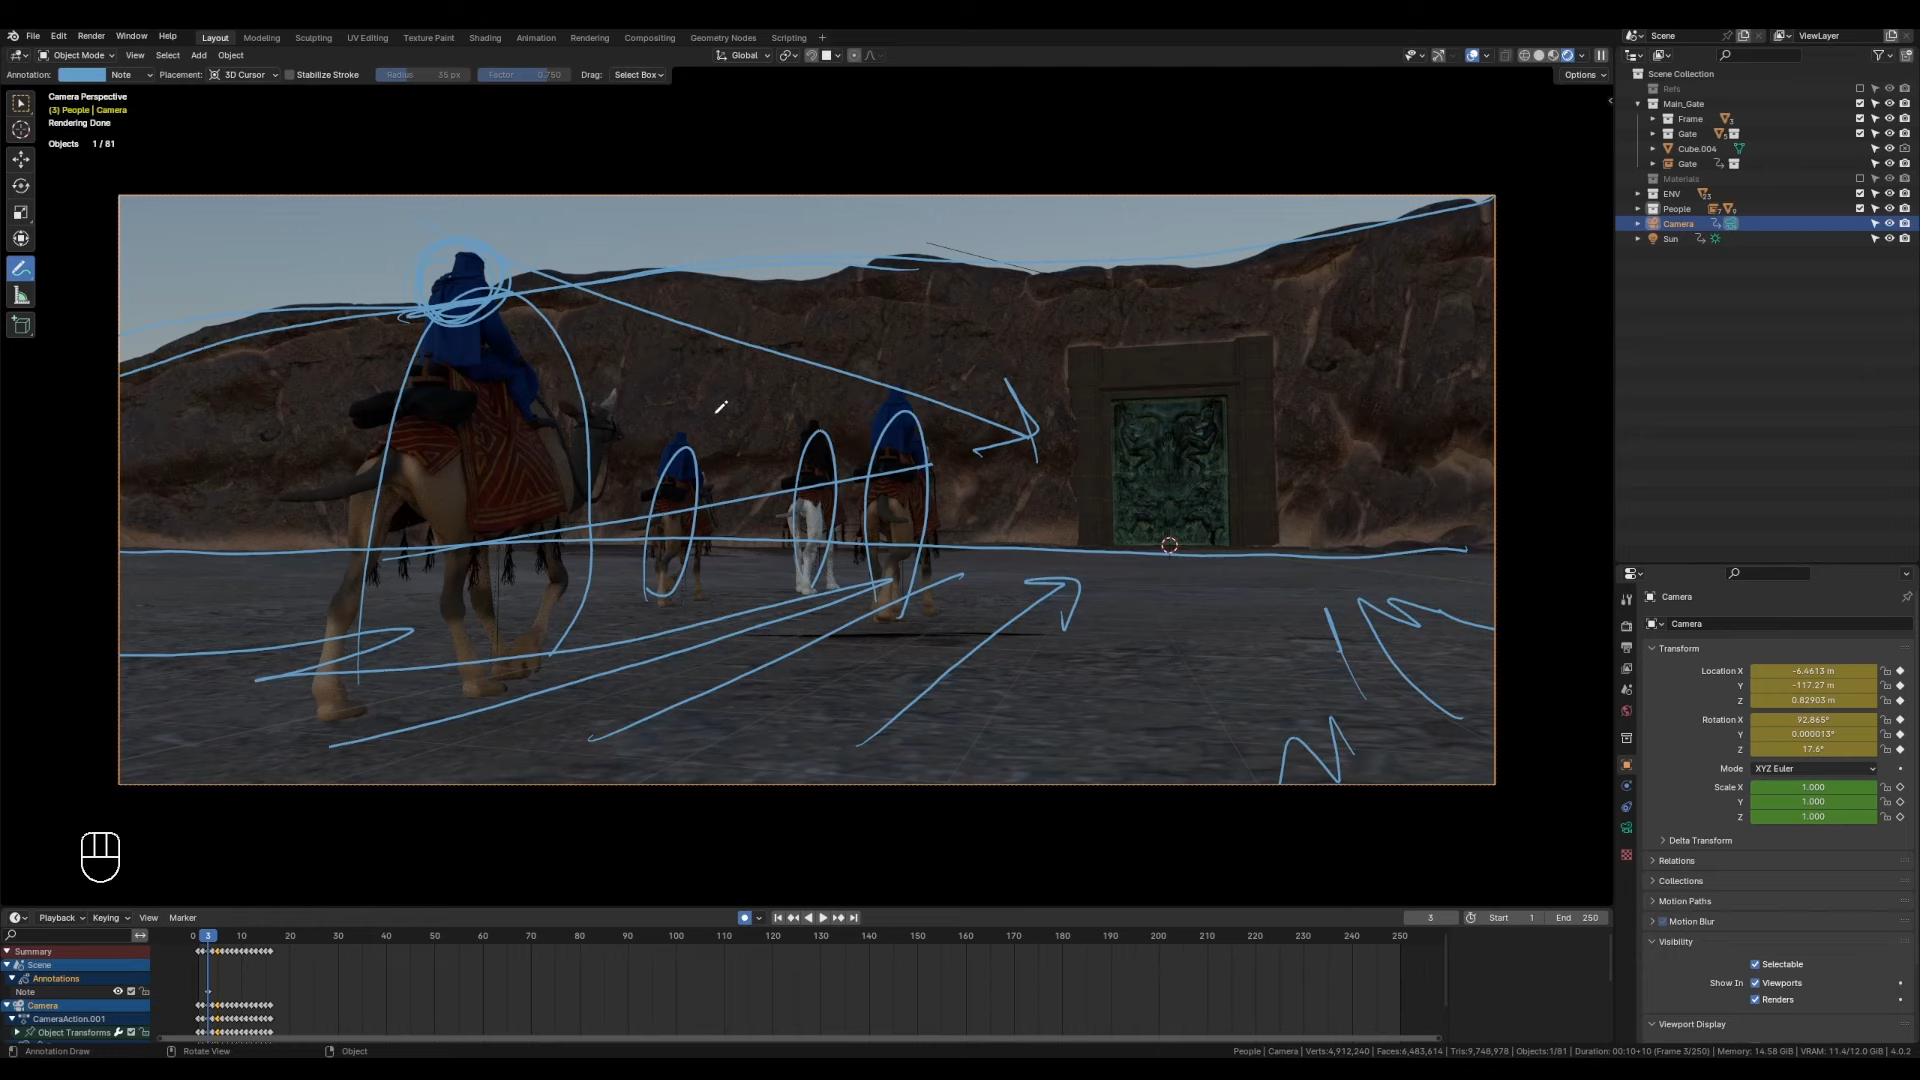 File Edit Render Window Help Layout Modeling Sculpting UV Editing Texture Paint Shading Animation Rendering Compositing Geometry Nodes Scripting + Scene ViewLayer
Object Mode View Select Add Object Global
Annotation: Note Placement: 3D Cursor Stabilize Stroke Radius 35 px Factor 0.750 Drag: Select Box Options
Camera Perspective
(3) People | Camera
Rendering Done
Objects 1 / 81
Scene Collection
Refs
Main_Gate
Frame 3
Gate 5
Cube.004
Gate
Materials
ENV 23
People 7 9
Camera
Sun
Camera
Camera
Transform
Location X -6.4613 m
Y -117.27 m
Z 0.82903 m
Rotation X 92.865°
Y 0.000013°
Z 17.6°
Mode XYZ Euler
Scale X 1.000
Y 1.000
Z 1.000
Delta Transform
Relations
Collections
Motion Paths
Motion Blur
Visibility
Selectable
Show In Viewports
Renders
Viewport Display
Playback Keying View Marker 3 Start 1 End 250
0 3 10 20 30 40 50 60 70 80 90 100 110 120 130 140 150 160 170 180 190 200 210 220 230 240 250
Summary
Scene
Annotations
Note
Camera
CameraAction.001
Object Transforms
Annotation Draw Rotate View Object People | Camera | Verts:4,912,240 | Faces:6,483,614 | Tris:9,748,978 | Objects:1/81 | Duration: 00:10+10 (Frame 3/250) | Memory: 14.58 GiB | VRAM: 11.4/12.0 GiB | 4.0.2